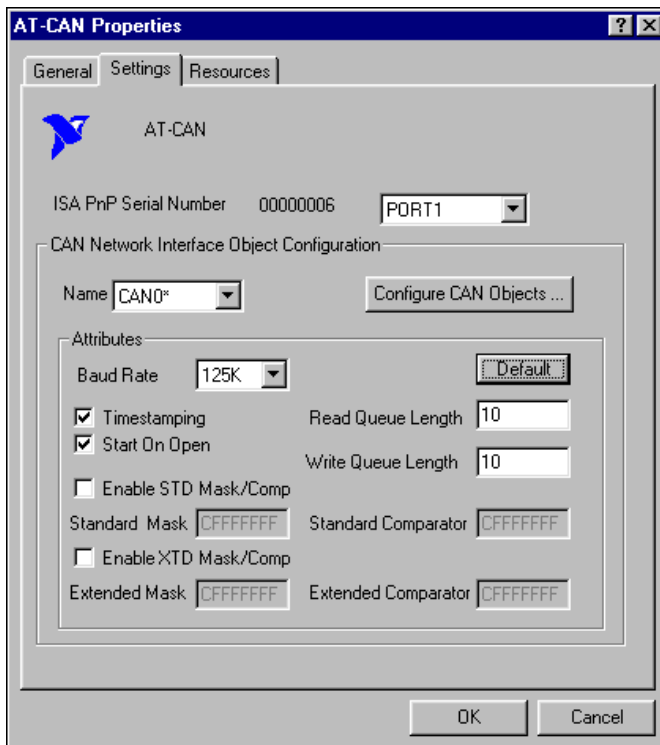 AT-CAN Properties
General Settings Resources
AT-CAN
ISA PnP Serial Number 00000006 PORT1
CAN Network Interface Object Configuration
Name CAN0* Configure CAN Objects ...
Attributes
Baud Rate 125K Default
Timestamping Read Queue Length 10
Start On Open
Write Queue Length 10
Enable STD Mask/Comp
Standard Mask CFFFFFFF Standard Comparator CFFFFFFF
Enable XTD Mask/Comp
Extended Mask CFFFFFFF Extended Comparator CFFFFFFF
OK Cancel